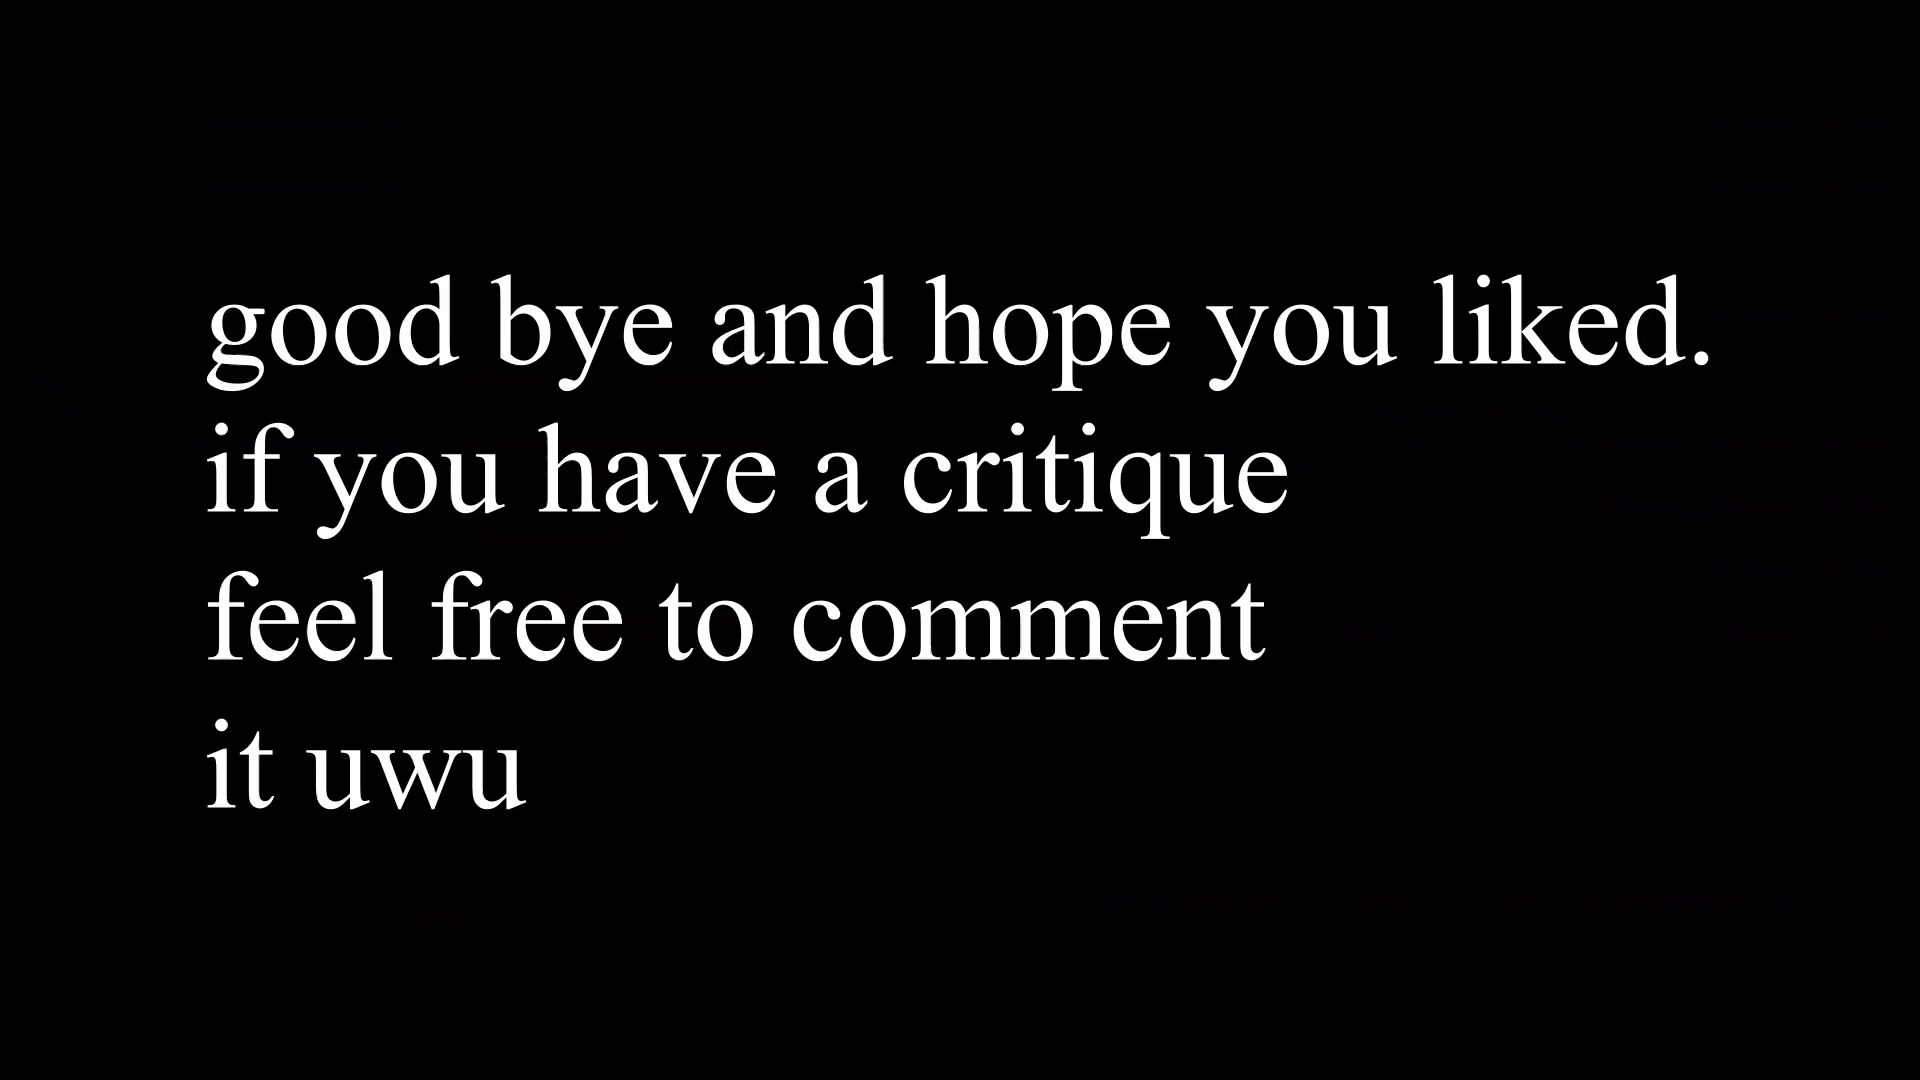 good bye and hope you liked.
if you have a critique
feel free to comment
it uwu